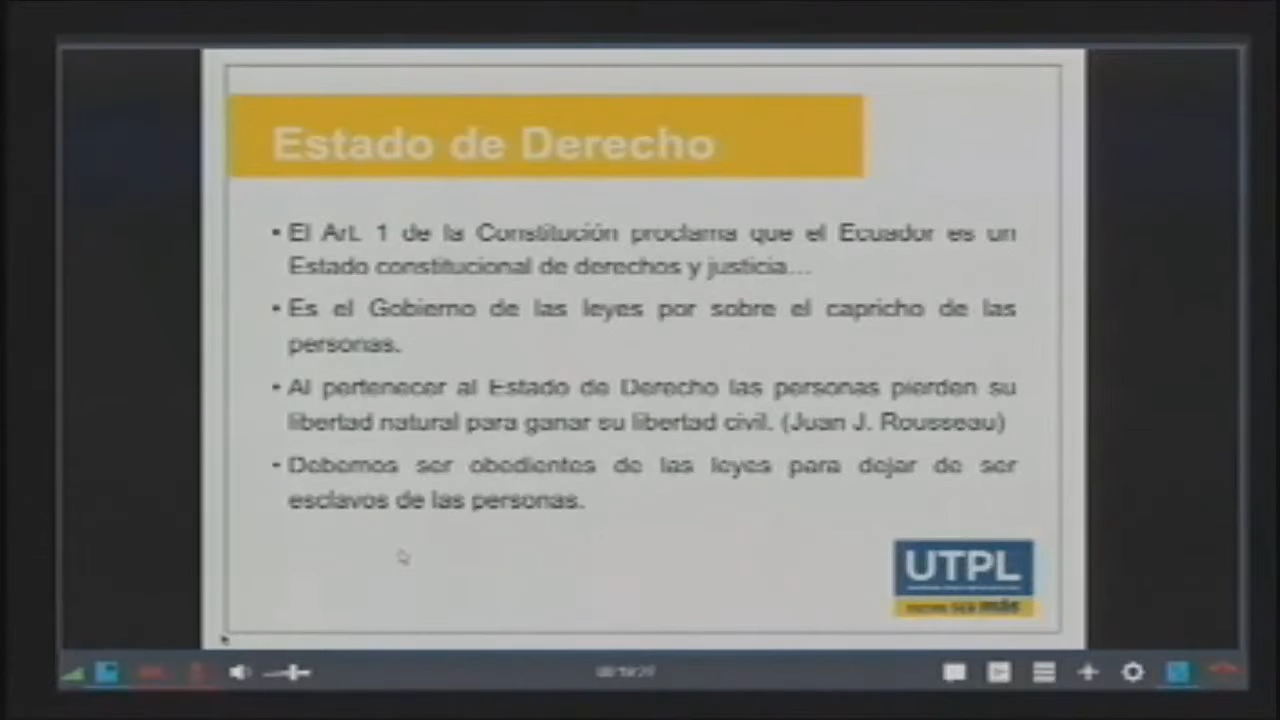 Estado de Derecho
• El Art. 1 de la Constitución proclama que el Ecuador es un
Estado constitucional de derechos y justicia...
• Es el Gobierno de las leyes por sobre el capricho de las
personas.
• Al pertenecer al Estado de Derecho las personas pierden su
libertad natural para ganar su libertad civil. (Juan J. Rousseau)
• Debemos ser obedientes de las leyes para dejar de ser
esclavos de las personas.
UTPL
más